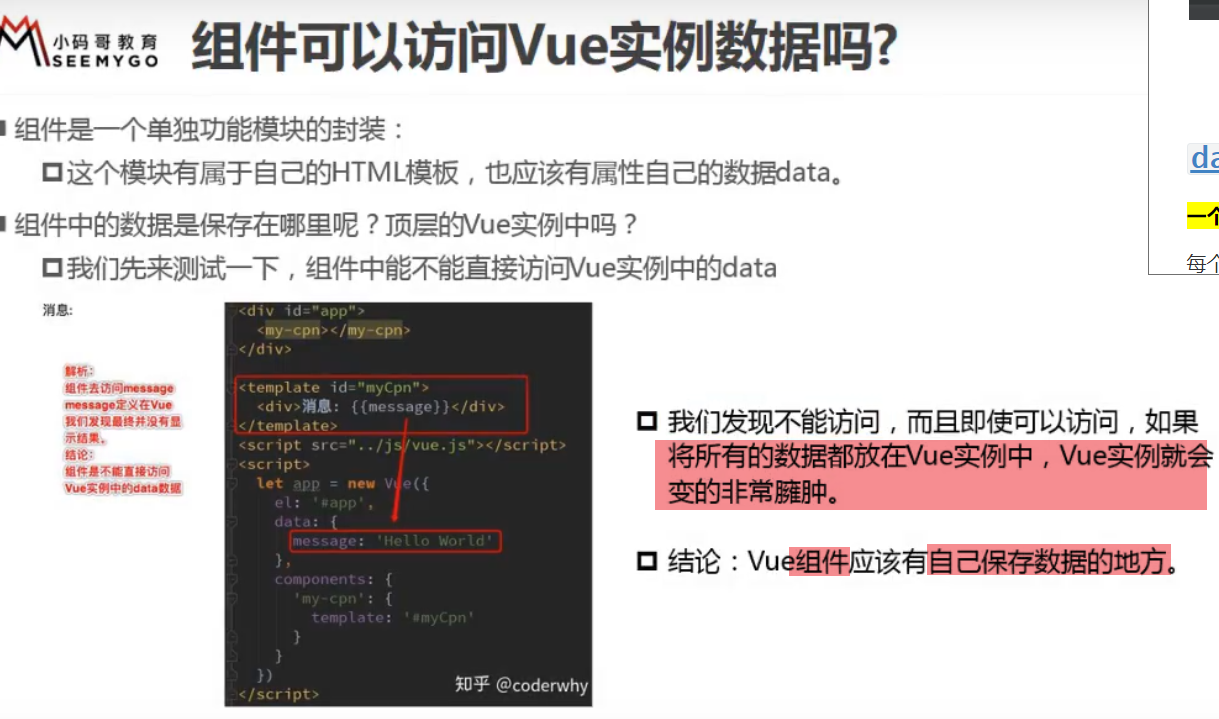 小码哥教育
SEEMYGO
组件可以访问Vue实例数据吗?
组件是一个单独功能模块的封装：
这个模块有属于自己的HTML模板，也应该有属性自己的数据data。
组件中的数据是保存在哪里呢？顶层的Vue实例中吗？
我们先来测试一下，组件中能不能直接访问Vue实例中的data
消息:
解析：
组件去访问message
message定义在Vue
我们发现最终并没有显
示结果。
结论：
组件是不能直接访问
Vue实例中的data数据
<div id="app">
<my-cpn></my-cpn>
</div>
<template id="myCpn">
<div>消息: {{message}}</div>
</template>
<script src="../js/vue.js"></script>
<script>
let app = new Vue({
el: '#app',
data: {
message: 'Hello World'
},
components: {
'my-cpn': {
template: '#myCpn'
}
}
})
</script>
知乎 @coderwhy
我们发现不能访问，而且即使可以访问，如果
将所有的数据都放在Vue实例中，Vue实例就会
变的非常臃肿。
结论：Vue组件应该有自己保存数据的地方。
da
一个
每个